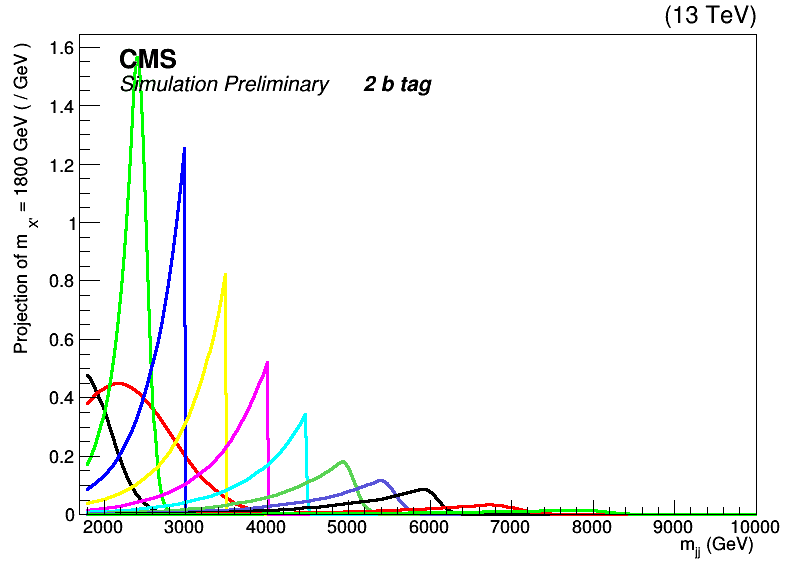 (13 TeV)
CMS
Simulation Preliminary 2 b tag
Projection of m X' = 1800 GeV ( / GeV )
1.6
1.4
1.2
1
0.8
0.6
0.4
0.2
0
2000 3000 4000 5000 6000 7000 8000 9000 10000
m jj (GeV)